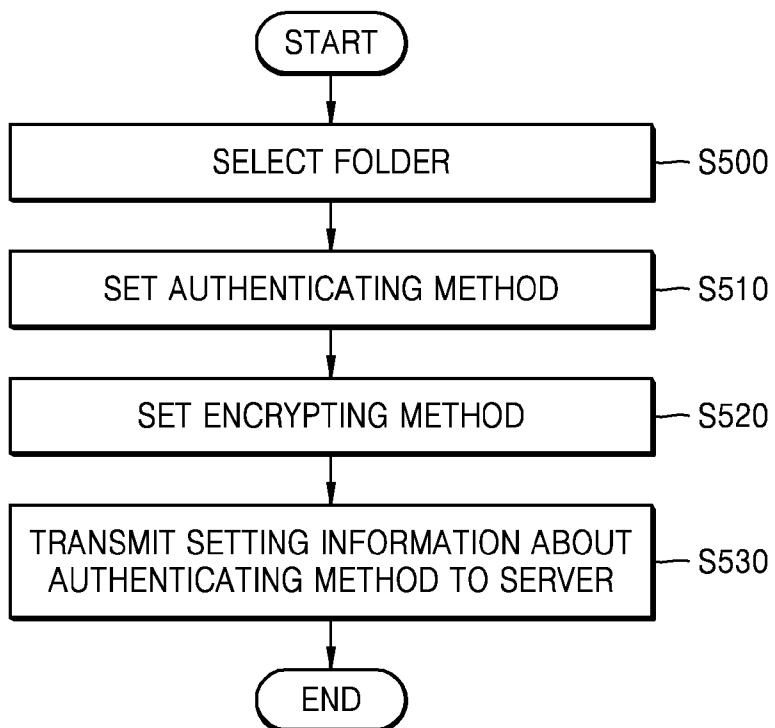 START
SELECT FOLDER
S500
SET AUTHENTICATING METHOD
S510
SET ENCRYPTING METHOD
S520
TRANSMIT SETTING INFORMATION ABOUT
AUTHENTICATING METHOD TO SERVER
S530
END